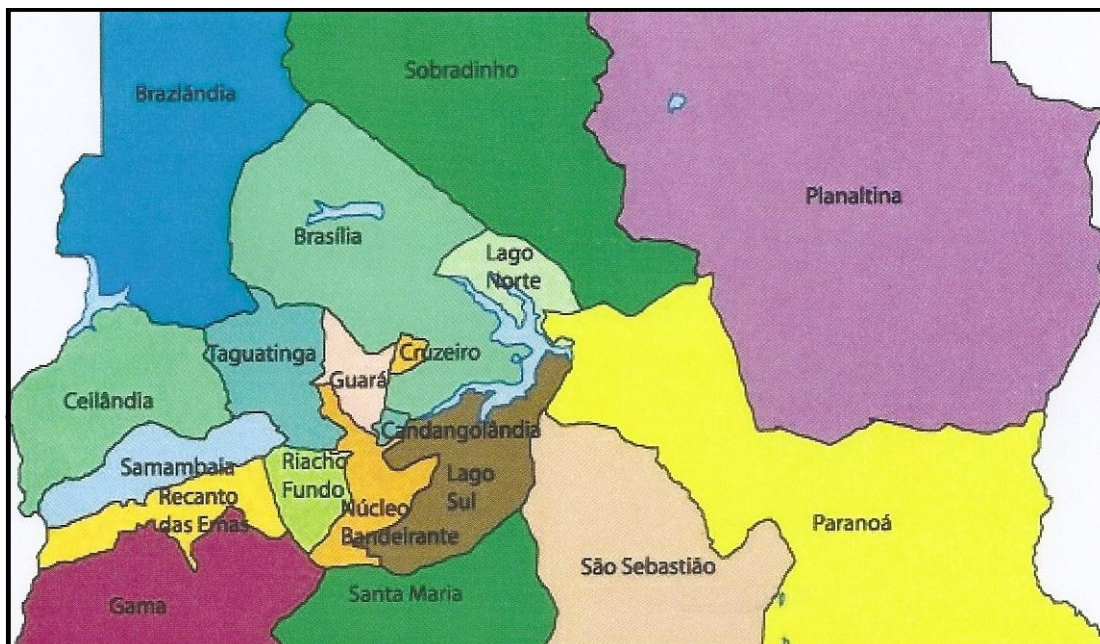 Sobradinho
Brazlândia
Planaltina
Brasília
Lago
Norte
Taguatinga
Cruzeiro
Guará
Ceilândia
Candangolândia
Samambaia
Riacho
Fundo
Lago
Sul
Recanto
das Emas
Núcleo
Bandeirante
Paranoá
São Sebastião
Santa Maria
Gama